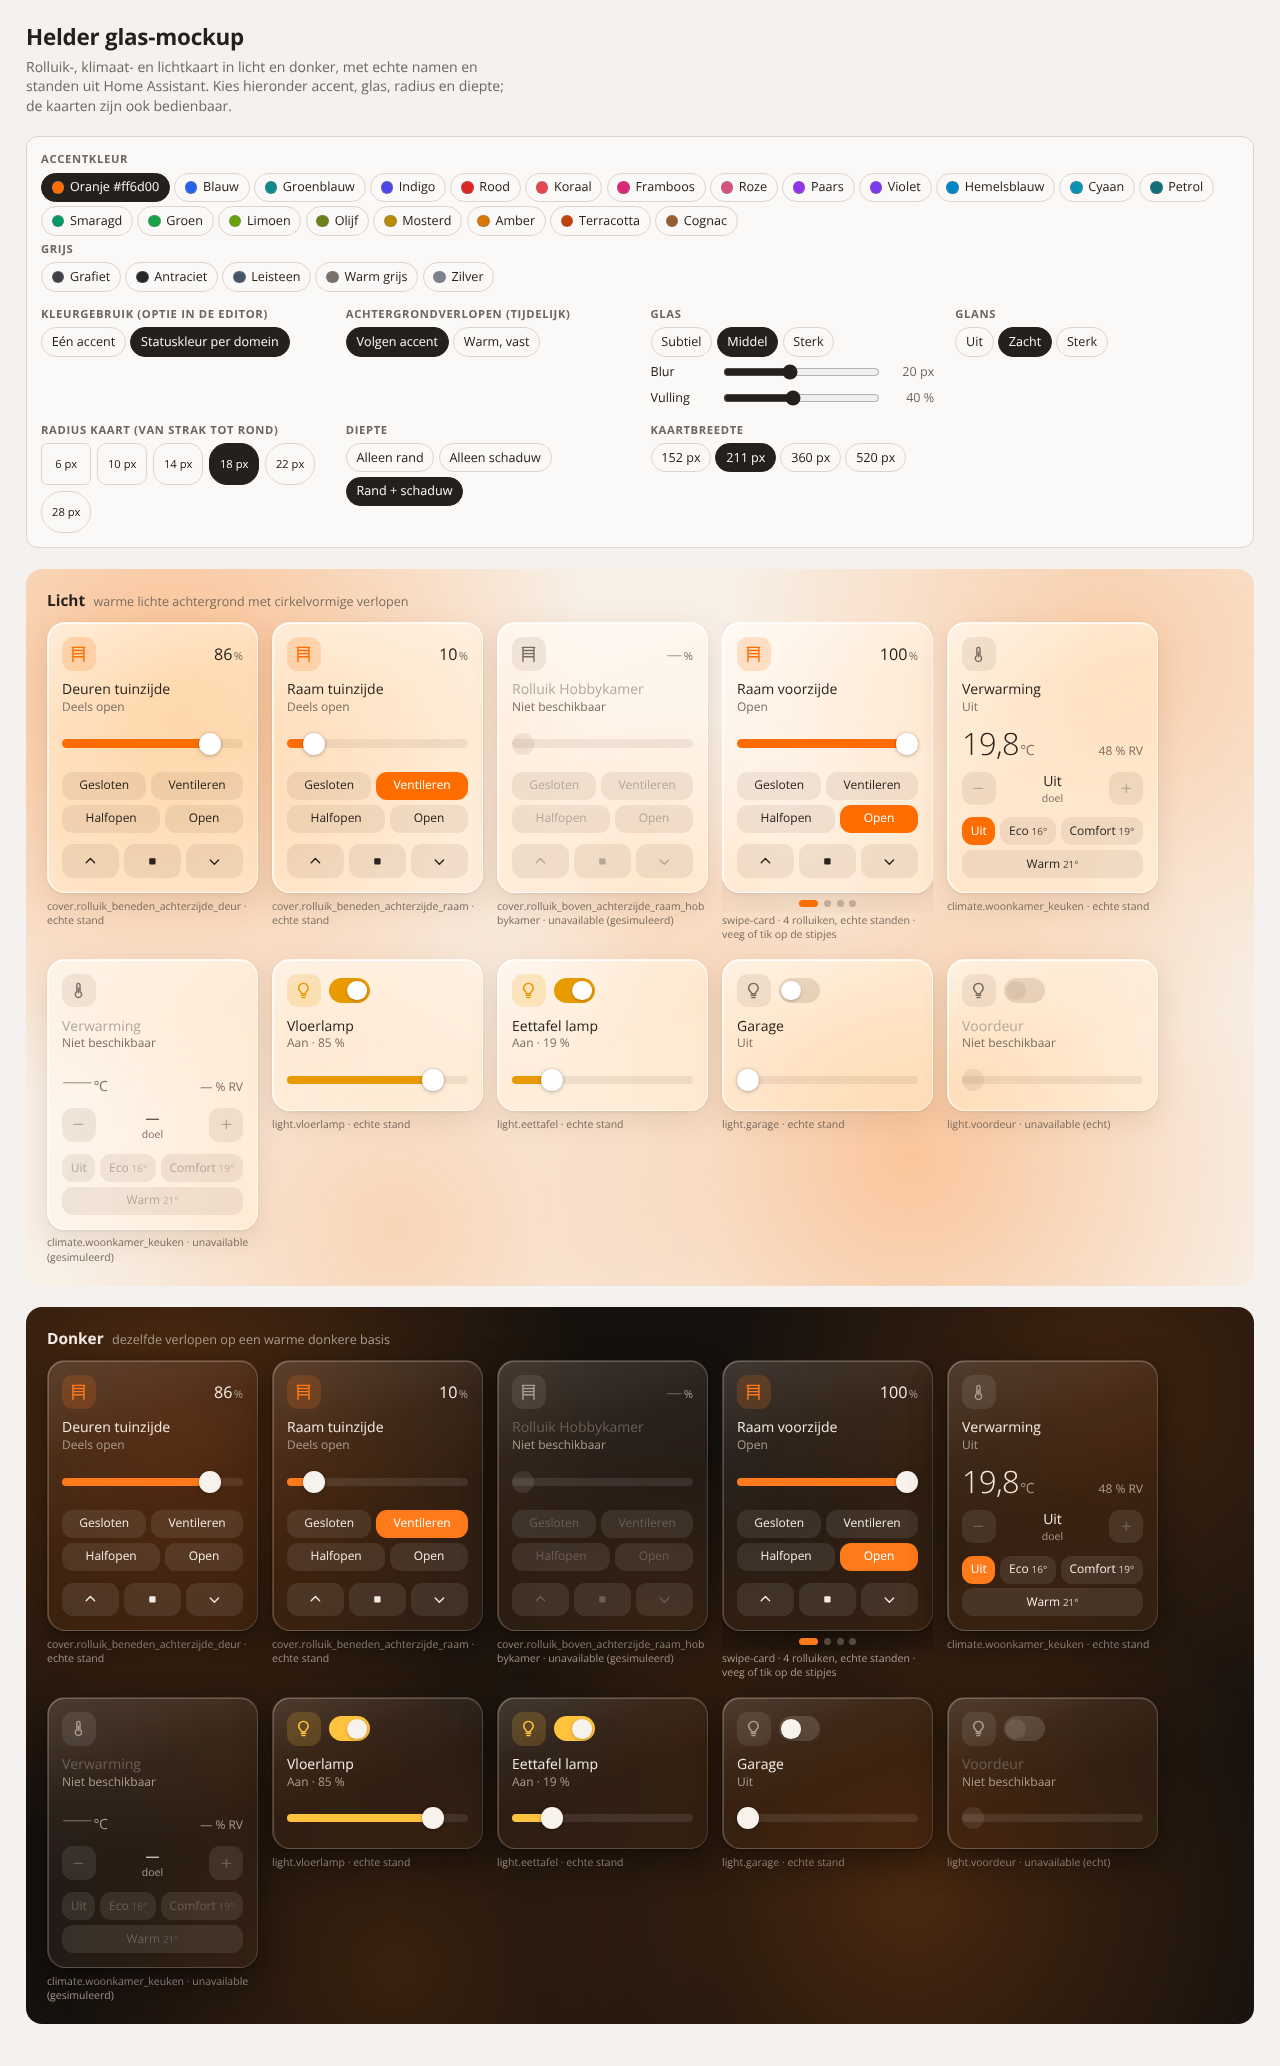 Helder glas-mockup
Rolluik-, klimaat- en lichtkaart in licht en donker, met echte namen en
standen uit Home Assistant. Kies hieronder accent, glas, radius en diepte;
de kaarten zijn ook bedienbaar.
ACCENTKLEUR
Oranje #ff6d00 Blauw Groenblauw Indigo Rood Koraal Framboos Roze Paars Violet Hemelsblauw Cyaan Petrol
Smaragd Groen Limoen Olijf Mosterd Amber Terracotta Cognac
GRIJS
Grafiet Antraciet Leisteen Warm grijs Zilver
KLEURGEBRUIK (OPTIE IN DE EDITOR) ACHTERGRONDVERLOPEN (TIJDELIJK) GLAS GLANS
Eén accent Statuskleur per domein Volgen accent Warm, vast Subtiel Middel Sterk Uit Zacht Sterk
Blur 20 px
Vulling 40 %
RADIUS KAART (VAN STRAK TOT ROND) DIEPTE KAARTBREEDTE
6 px 10 px 14 px 18 px 22 px Alleen rand Alleen schaduw 152 px 211 px 360 px 520 px
28 px Rand + schaduw
Licht warme lichte achtergrond met cirkelvormige verlopen
86% 10% —% 100%
Deuren tuinzijde Raam tuinzijde Rolluik Hobbykamer Raam voorzijde Verwarming
Deels open Deels open Niet beschikbaar Open Uit
19,8°C 48 % RV
Gesloten Ventileren Gesloten Ventileren Gesloten Ventileren Gesloten Ventileren − Uit +
doel
Halfopen Open Halfopen Open Halfopen Open Halfopen Open Uit Eco 16° Comfort 19°
Warm 21°
cover.rolluik_beneden_achterzijde_deur · cover.rolluik_beneden_achterzijde_raam · cover.rolluik_boven_achterzijde_raam_hob climate.woonkamer_keuken · echte stand
echte stand echte stand bykamer · unavailable (gesimuleerd) swipe-card · 4 rolluiken, echte standen ·
veeg of tik op de stipjes
Verwarming Vloerlamp Eettafel lamp Garage Voordeur
Niet beschikbaar Aan · 85 % Aan · 19 % Uit Niet beschikbaar
—°C — % RV
− — +
doel
light.vloerlamp · echte stand light.eettafel · echte stand light.garage · echte stand light.voordeur · unavailable (echt)
Uit Eco 16° Comfort 19°
Warm 21°
climate.woonkamer_keuken · unavailable
(gesimuleerd)
Donker dezelfde verlopen op een warme donkere basis
86% 10% —% 100%
Deuren tuinzijde Raam tuinzijde Rolluik Hobbykamer Raam voorzijde Verwarming
Deels open Deels open Niet beschikbaar Open Uit
19,8°C 48 % RV
Gesloten Ventileren Gesloten Ventileren Gesloten Ventileren Gesloten Ventileren − Uit +
doel
Halfopen Open Halfopen Open Halfopen Open Halfopen Open Uit Eco 16° Comfort 19°
Warm 21°
cover.rolluik_beneden_achterzijde_deur · cover.rolluik_beneden_achterzijde_raam · cover.rolluik_boven_achterzijde_raam_hob climate.woonkamer_keuken · echte stand
echte stand echte stand bykamer · unavailable (gesimuleerd) swipe-card · 4 rolluiken, echte standen ·
veeg of tik op de stipjes
Verwarming Vloerlamp Eettafel lamp Garage Voordeur
Niet beschikbaar Aan · 85 % Aan · 19 % Uit Niet beschikbaar
—°C — % RV
− — +
doel
light.vloerlamp · echte stand light.eettafel · echte stand light.garage · echte stand light.voordeur · unavailable (echt)
Uit Eco 16° Comfort 19°
Warm 21°
climate.woonkamer_keuken · unavailable
(gesimuleerd)